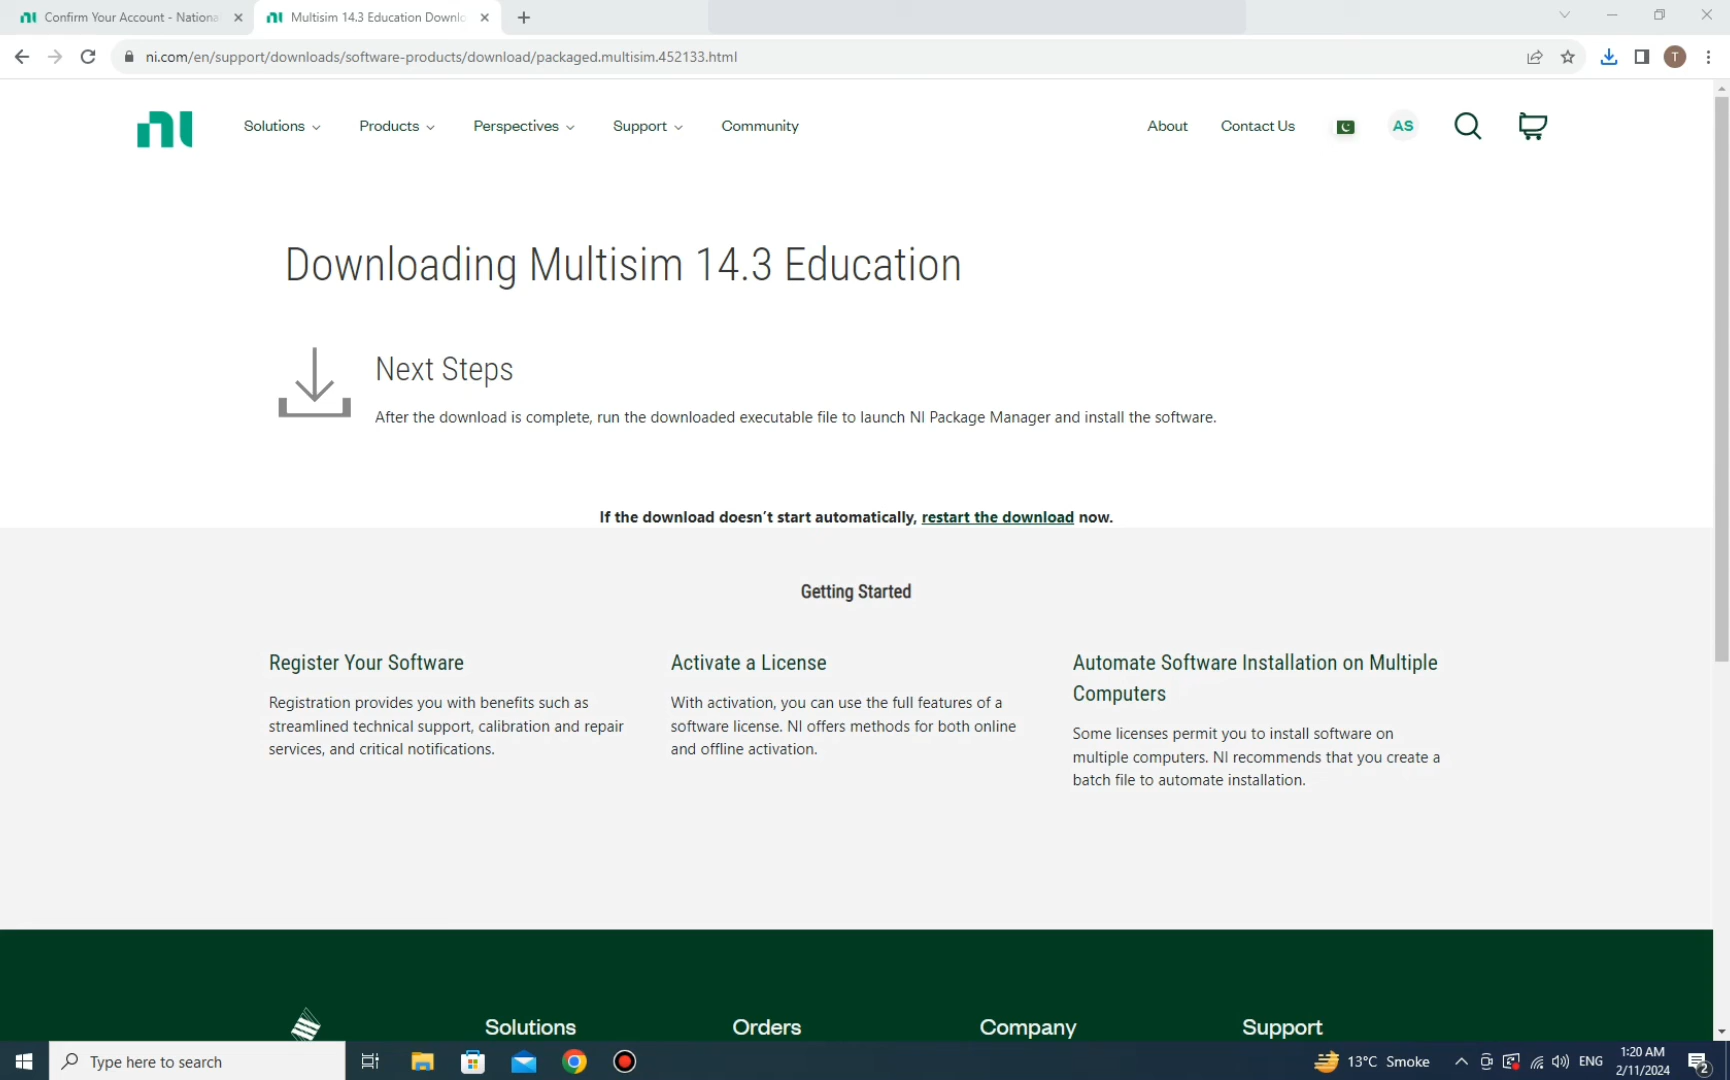 Confirm Your Account - Nationa
Multisim 14.3 Education Downlo
ni.com/en/support/downloads/software-products/download/packaged.multisim.452133.html
T
Solutions
Products
Perspectives
Support
Community
About
Contact Us
AS
Downloading Multisim 14.3 Education
Next Steps
After the download is complete, run the downloaded executable file to launch NI Package Manager and install the software.
If the download doesn't start automatically, restart the download now.
Getting Started
Register Your Software
Registration provides you with benefits such as
streamlined technical support, calibration and repair
services, and critical notifications.
Activate a License
With activation, you can use the full features of a
software license. NI offers methods for both online
and offline activation.
Automate Software Installation on Multiple
Computers
Some licenses permit you to install software on
multiple computers. NI recommends that you create a
batch file to automate installation.
Solutions
Orders
Company
Support
Type here to search
13°C Smoke
ENG
1:20 AM
2/11/2024
2